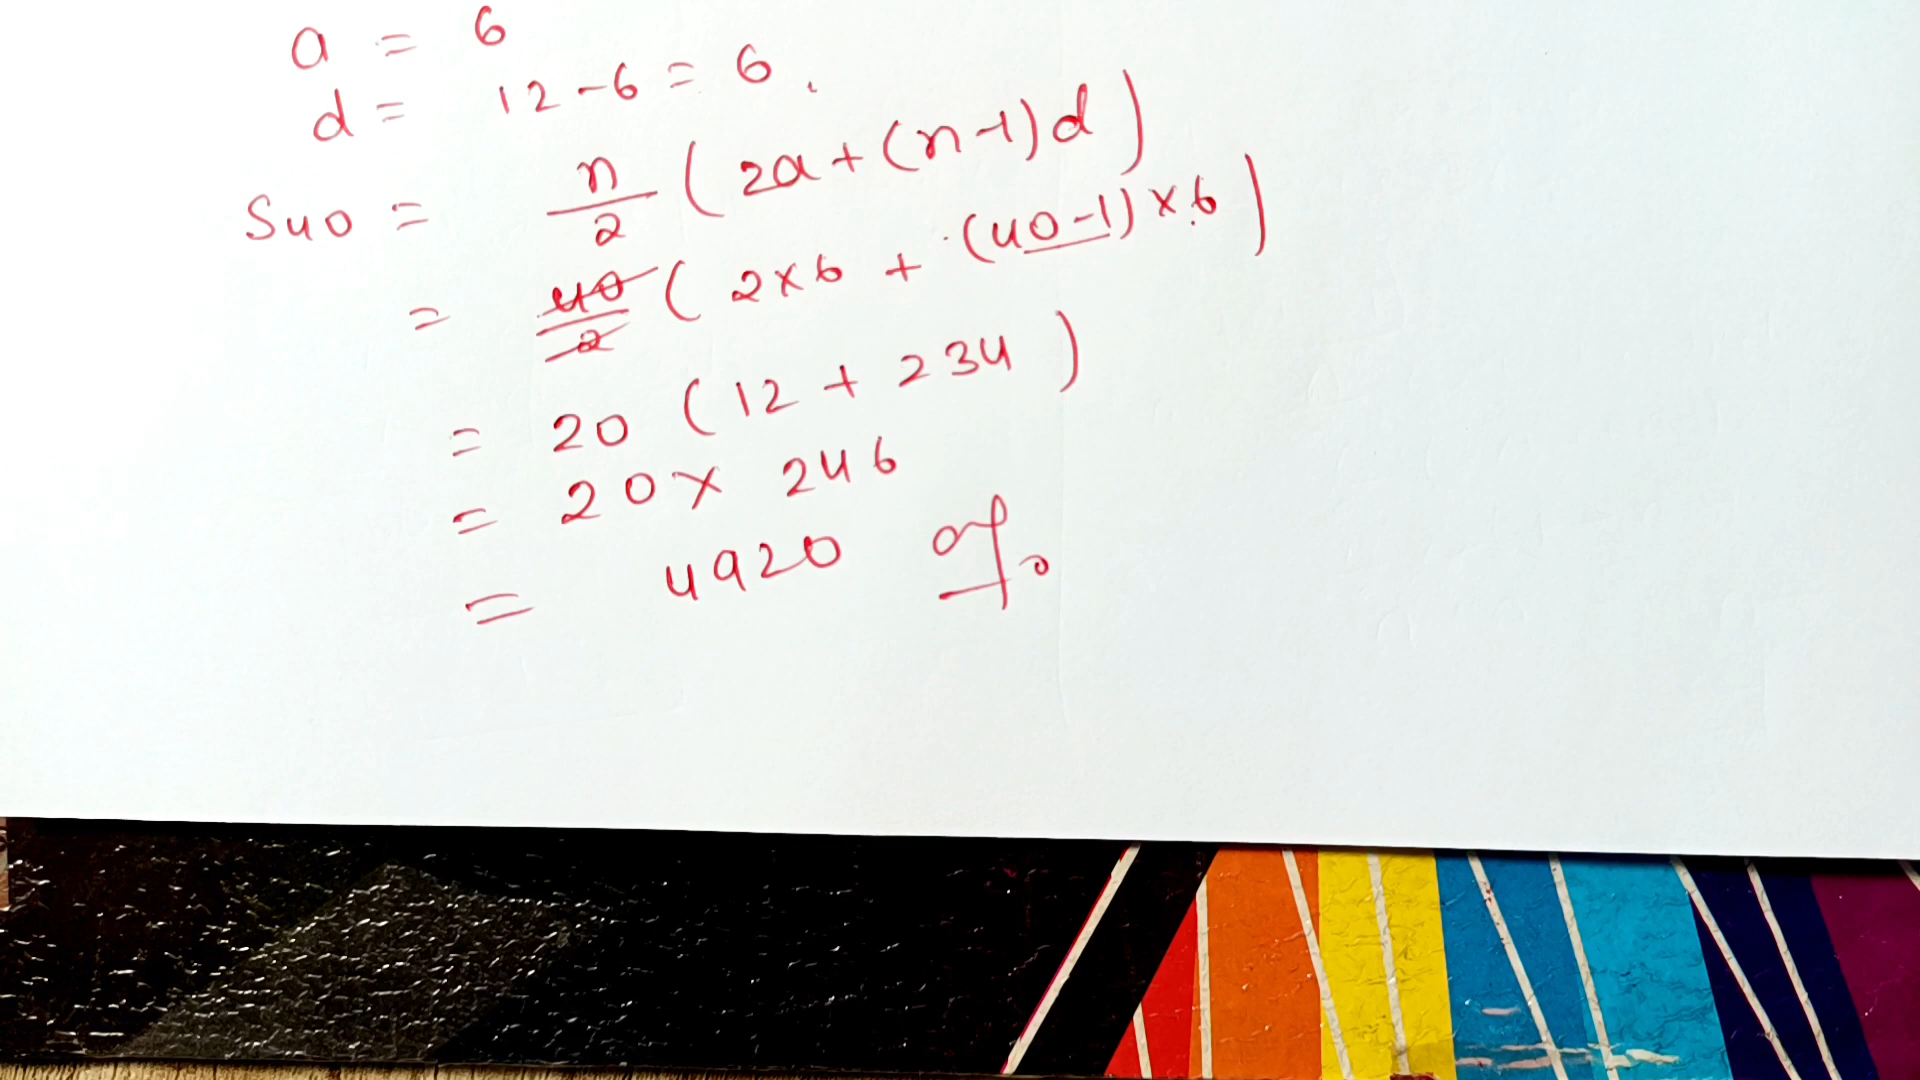 a = 6
d = 12-6 = 6.
S40 = n/2 (2a+(n-1)d)
= 40/2 (2×6 + (40-1)×6)
= 20 (12 + 234)
= 20× 246
= 4920